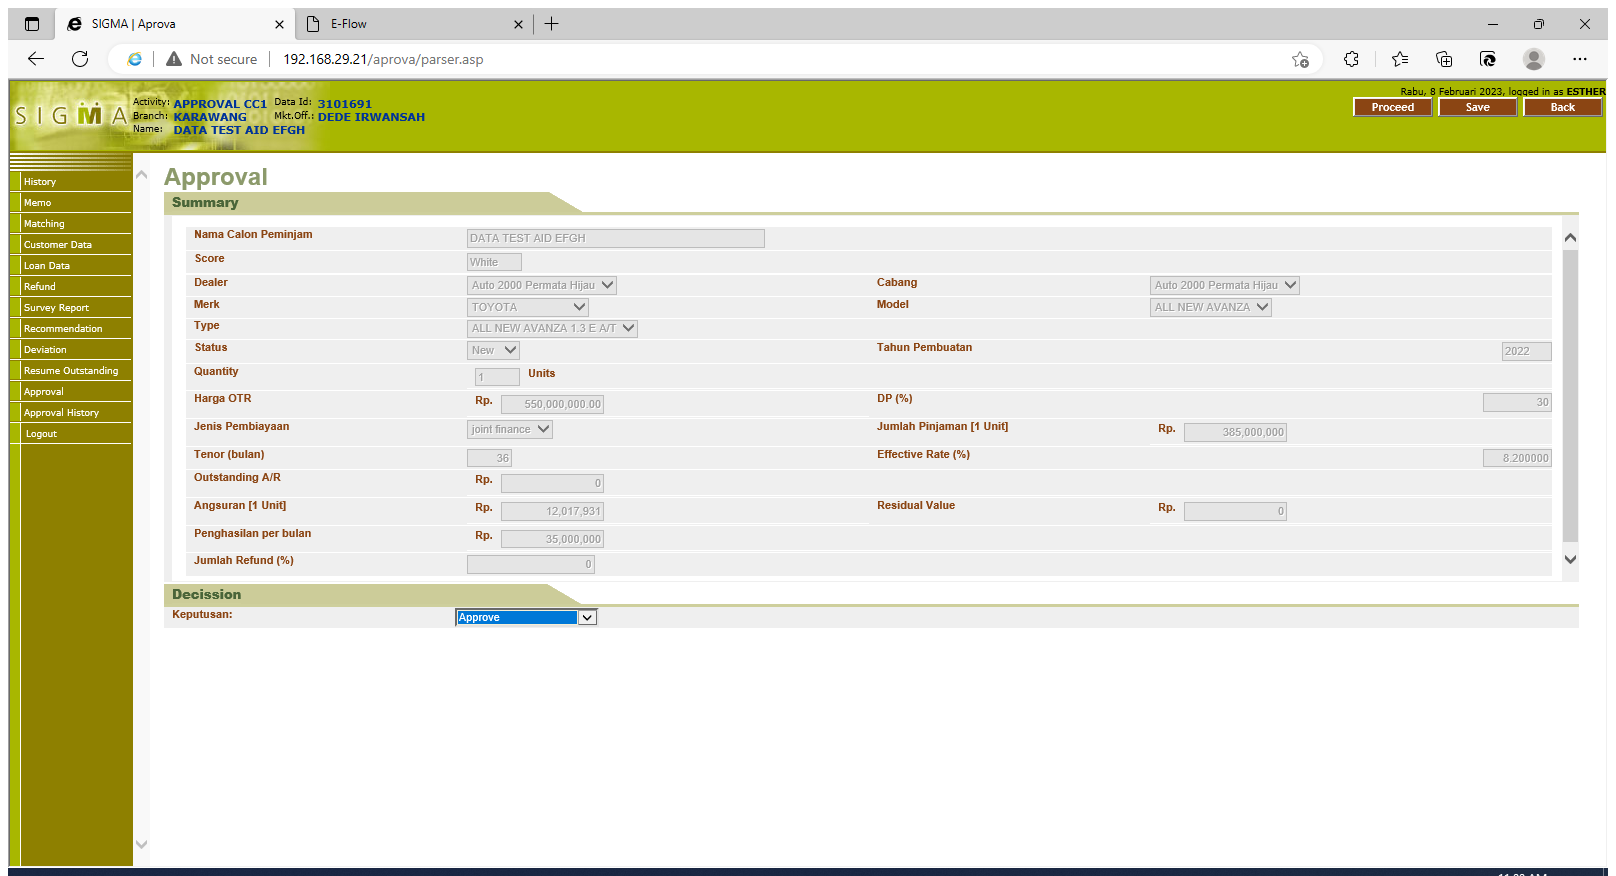 SIGMA | Aprova
E-Flow
Not secure
192.168.29.21/aprova/parser.asp
SIGMA
Activity: APPROVAL CC1 Data Id: 3101691
Branch: KARAWANG Mkt.Off.: DEDE IRWANSAH
Name: DATA TEST AID EFGH
Rabu, 8 Februari 2023, logged in as ESTHER
Proceed Save Back
History
Memo
Matching
Customer Data
Loan Data
Refund
Survey Report
Recommendation
Deviation
Resume Outstanding
Approval
Approval History
Logout
Approval
Summary
Nama Calon Peminjam DATA TEST AID EFGH
Score White
Dealer Auto 2000 Permata Hijau Cabang Auto 2000 Permata Hijau
Merk TOYOTA Model ALL NEW AVANZA
Type ALL NEW AVANZA 1.3 E A/T
Status New Tahun Pembuatan 2022
Quantity 1 Units
Harga OTR Rp. 550,000,000.00 DP (%) 30
Jenis Pembiayaan joint finance Jumlah Pinjaman [1 Unit] Rp. 385,000,000
Tenor (bulan) 36 Effective Rate (%) 8.200000
Outstanding A/R Rp. 0
Angsuran [1 Unit] Rp. 12,017,931 Residual Value Rp. 0
Penghasilan per bulan Rp. 35,000,000
Jumlah Refund (%) 0
Decission
Keputusan: Approve